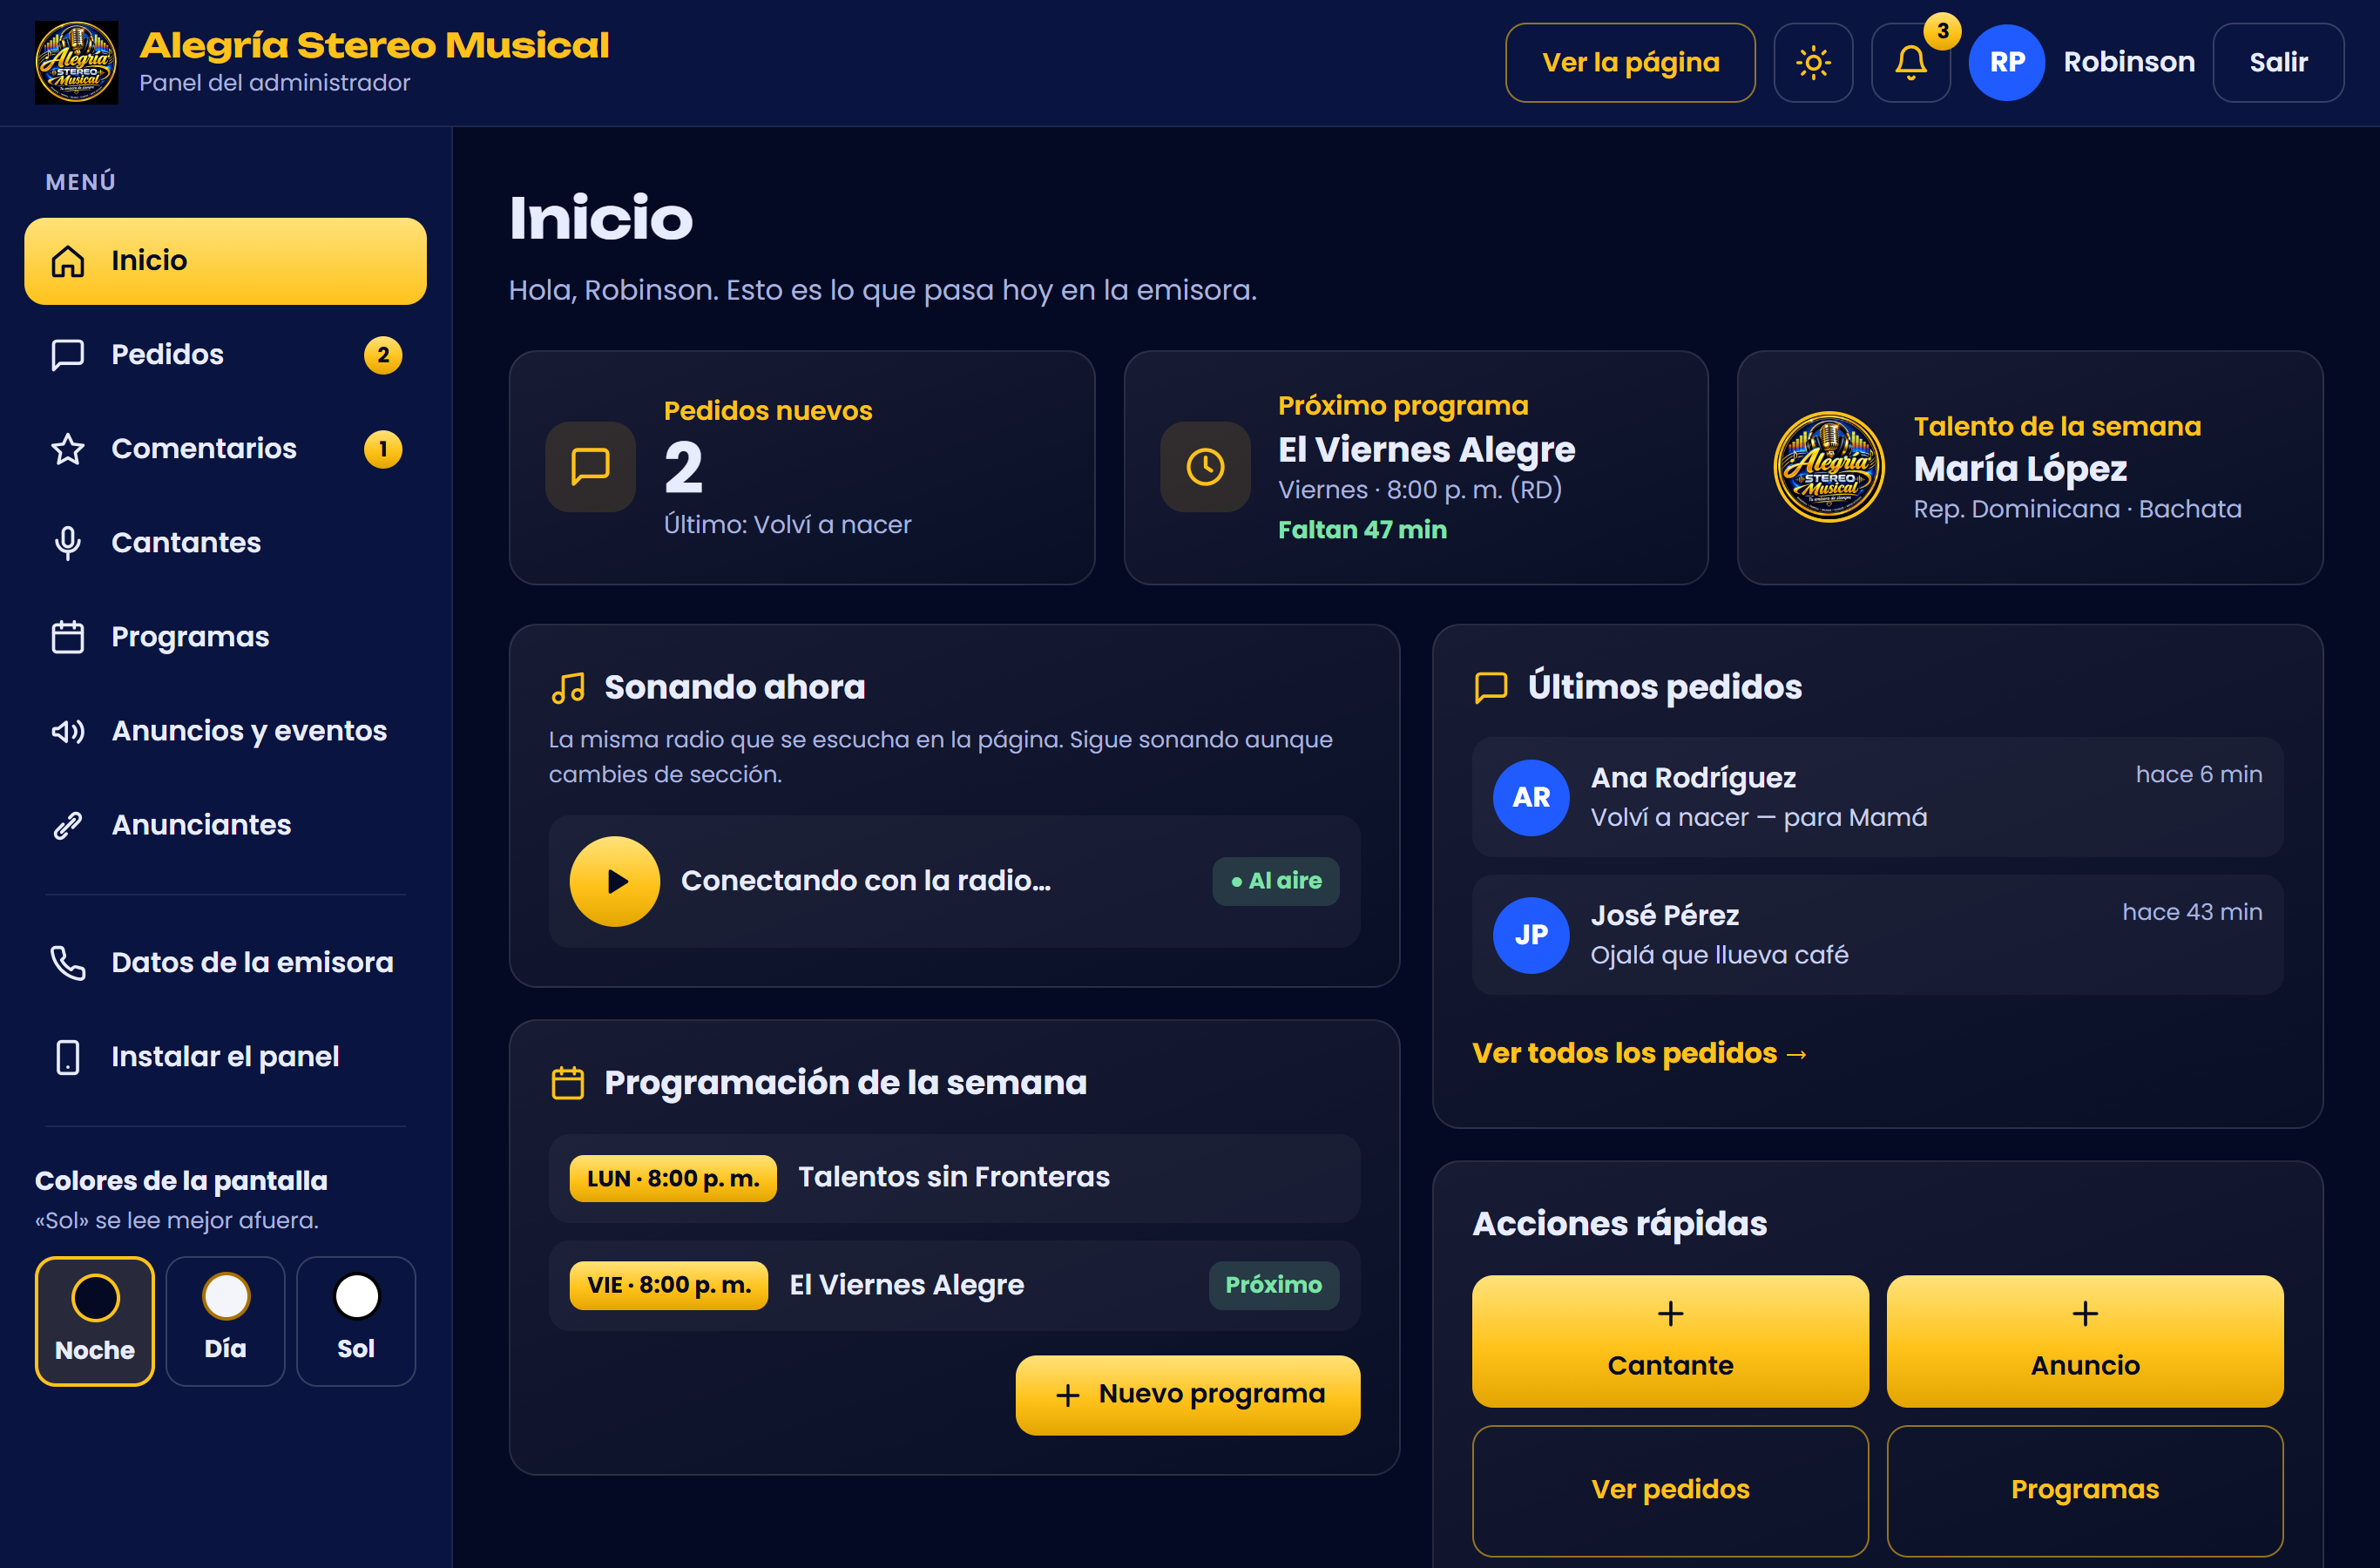 Alegría Stereo Musical
Panel del administrador
Ver la página
3
RP
Robinson
Salir
MENÚ
Inicio
Pedidos
2
Comentarios
1
Cantantes
Programas
Anuncios y eventos
Anunciantes
Datos de la emisora
Instalar el panel
Colores de la pantalla
«Sol» se lee mejor afuera.
Noche
Día
Sol
Inicio
Hola, Robinson. Esto es lo que pasa hoy en la emisora.
Pedidos nuevos
2
Último: Volví a nacer
Próximo programa
El Viernes Alegre
Viernes · 8:00 p. m. (RD)
Faltan 47 min
Alegría
STEREO
Musical
Talento de la semana
María López
Rep. Dominicana · Bachata
Sonando ahora
La misma radio que se escucha en la página. Sigue sonando aunque
cambies de sección.
Conectando con la radio...
• Al aire
Programación de la semana
LUN · 8:00 p. m.
Talentos sin Fronteras
VIE · 8:00 p. m.
El Viernes Alegre
Próximo
+ Nuevo programa
Últimos pedidos
AR
Ana Rodríguez
hace 6 min
Volví a nacer — para Mamá
JP
José Pérez
hace 43 min
Ojalá que llueva café
Ver todos los pedidos →
Acciones rápidas
+
Cantante
+
Anuncio
Ver pedidos
Programas